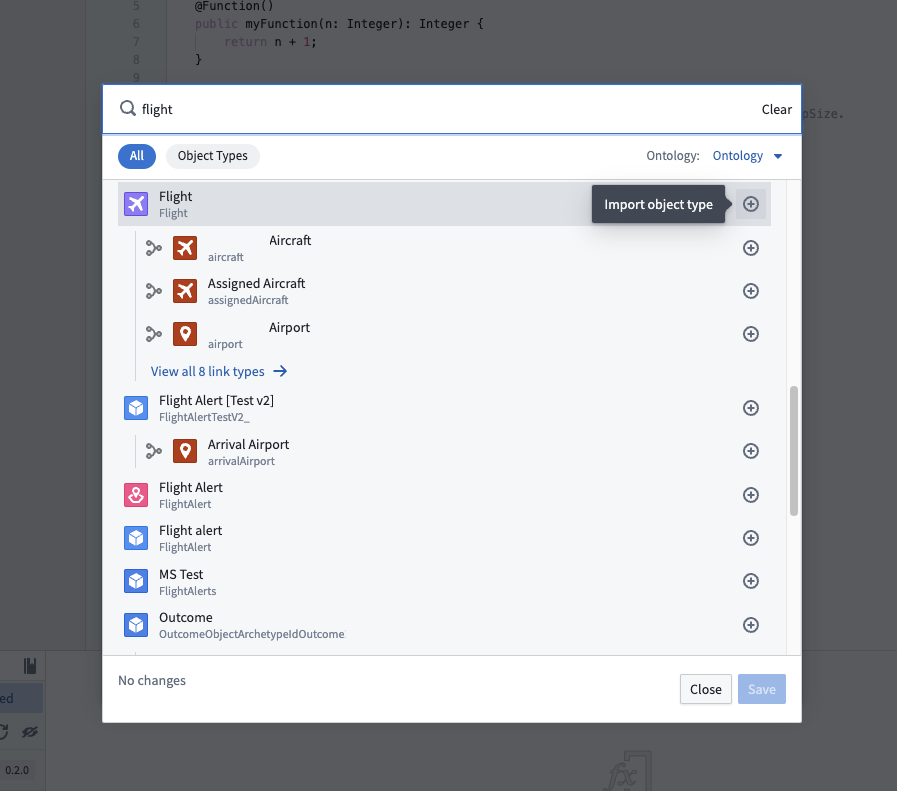 5 @Function()
6 public myFunction(n: Integer): Integer {
7 return n + 1;
8 }
9
pSize.
flight
Clear
All
Object Types
Ontology: Ontology
Flight
Flight
Import object type
Aircraft
aircraft
Assigned Aircraft
assignedAircraft
Airport
airport
View all 8 link types
Flight Alert [Test v2]
FlightAlertTestV2_
Arrival Airport
arrivalAirport
Flight Alert
FlightAlert
Flight alert
FlightAlert
MS Test
FlightAlerts
Outcome
OutcomeObjectArchetypeIdOutcome
No changes
Close
Save
ed
0.2.0
fx